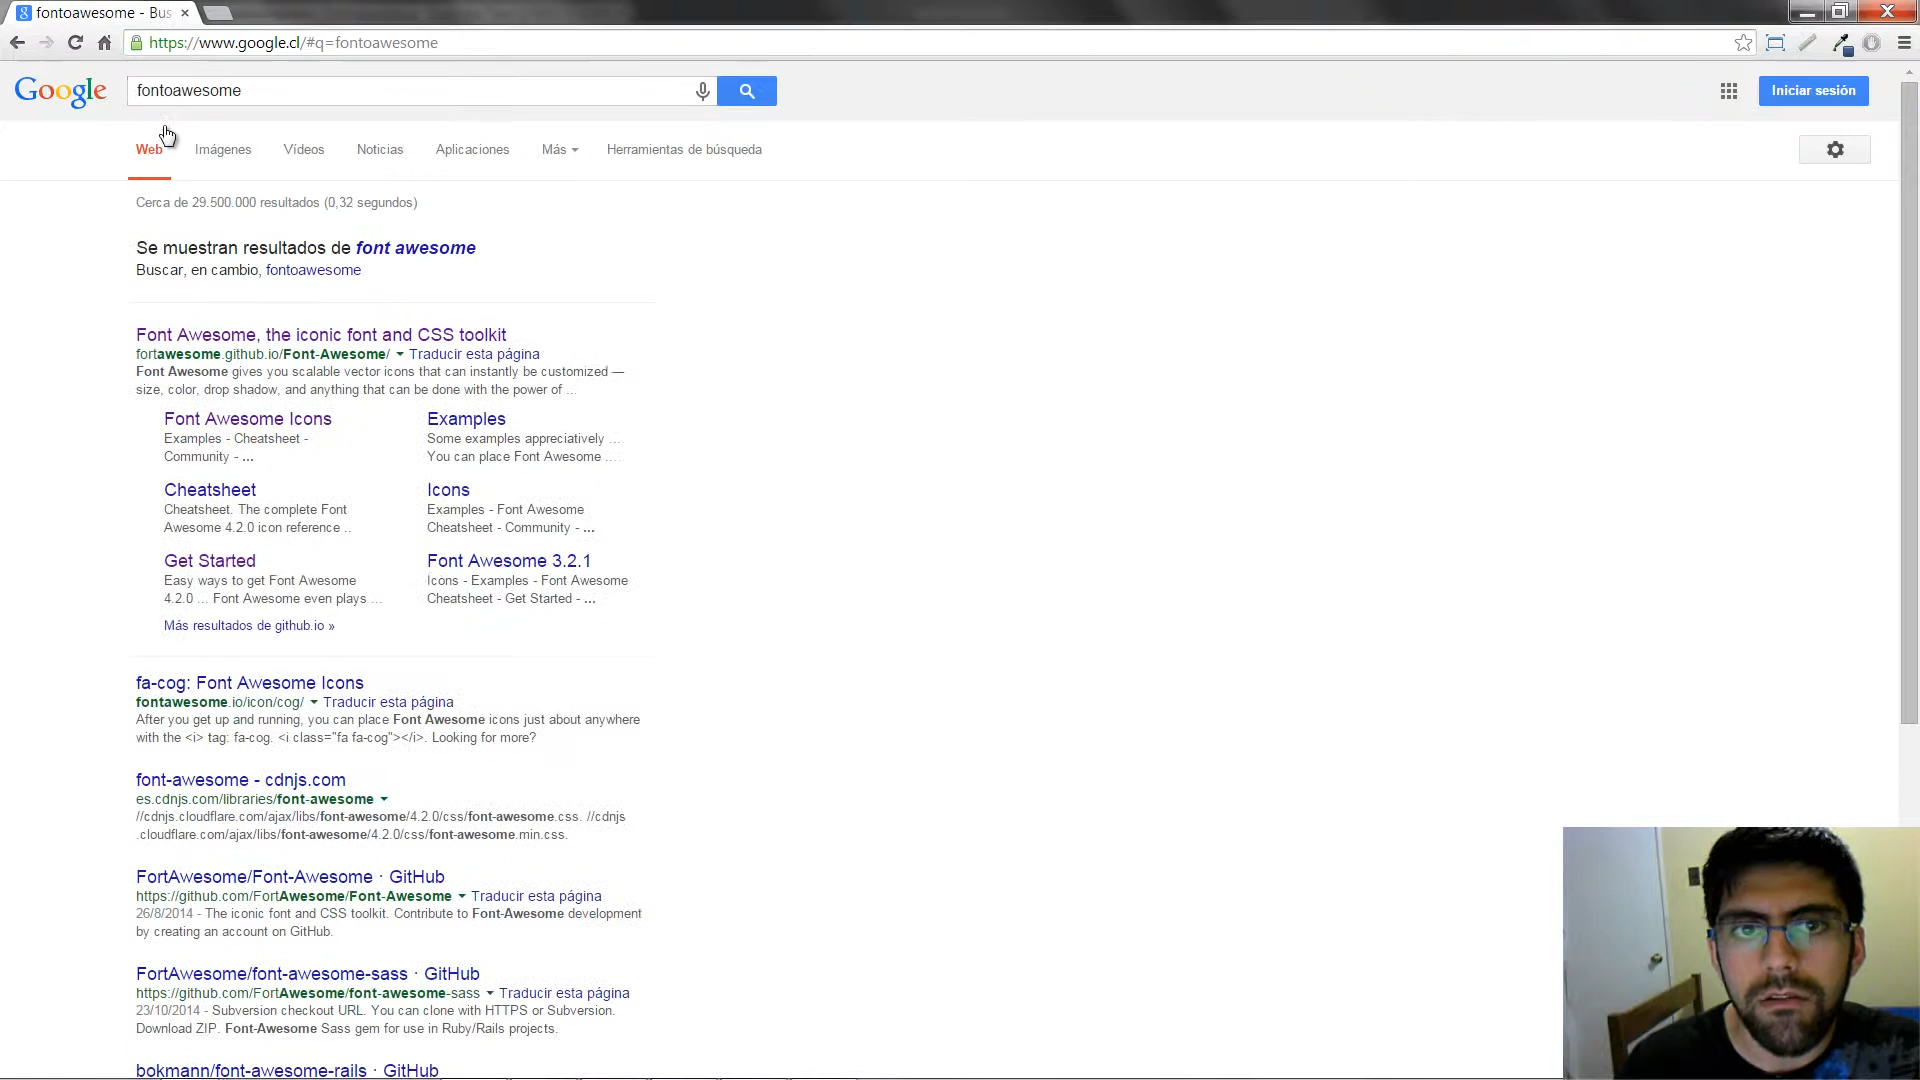 fontoawesome - Bus
https://www.google.cl/#q=fontoawesome
Google
fontoawesome
Iniciar sesión
Web
Imágenes
Vídeos
Noticias
Aplicaciones
Más
Herramientas de búsqueda
Cerca de 29.500.000 resultados (0,32 segundos)
Se muestran resultados de font awesome
Buscar, en cambio, fontoawesome
Font Awesome, the iconic font and CSS toolkit
fortawesome.github.io/Font-Awesome/ Traducir esta página
Font Awesome gives you scalable vector icons that can instantly be customized —
size, color, drop shadow, and anything that can be done with the power of ...
Font Awesome Icons
Examples - Cheatsheet -
Community - ...
Examples
Some examples appreciatively ...
You can place Font Awesome ...
Cheatsheet
Cheatsheet. The complete Font
Awesome 4.2.0 icon reference ..
Icons
Examples - Font Awesome
Cheatsheet - Community - ...
Get Started
Easy ways to get Font Awesome
4.2.0 ... Font Awesome even plays ...
Font Awesome 3.2.1
Icons - Examples - Font Awesome
Cheatsheet - Get Started - ...
Más resultados de github.io »
fa-cog: Font Awesome Icons
fontawesome.io/icon/cog/ Traducir esta página
After you get up and running, you can place Font Awesome icons just about anywhere
with the <i> tag: fa-cog. <i class="fa fa-cog"></i>. Looking for more?
font-awesome - cdnjs.com
es.cdnjs.com/libraries/font-awesome
//cdnjs.cloudflare.com/ajax/libs/font-awesome/4.2.0/css/font-awesome.css. //cdnjs
.cloudflare.com/ajax/libs/font-awesome/4.2.0/css/font-awesome.min.css.
FortAwesome/Font-Awesome · GitHub
https://github.com/FortAwesome/Font-Awesome Traducir esta página
26/8/2014 - The iconic font and CSS toolkit. Contribute to Font-Awesome development
by creating an account on GitHub.
FortAwesome/font-awesome-sass · GitHub
https://github.com/FortAwesome/font-awesome-sass Traducir esta página
23/10/2014 - Subversion checkout URL. You can clone with HTTPS or Subversion.
Download ZIP. Font-Awesome Sass gem for use in Ruby/Rails projects.
bokmann/font-awesome-rails · GitHub